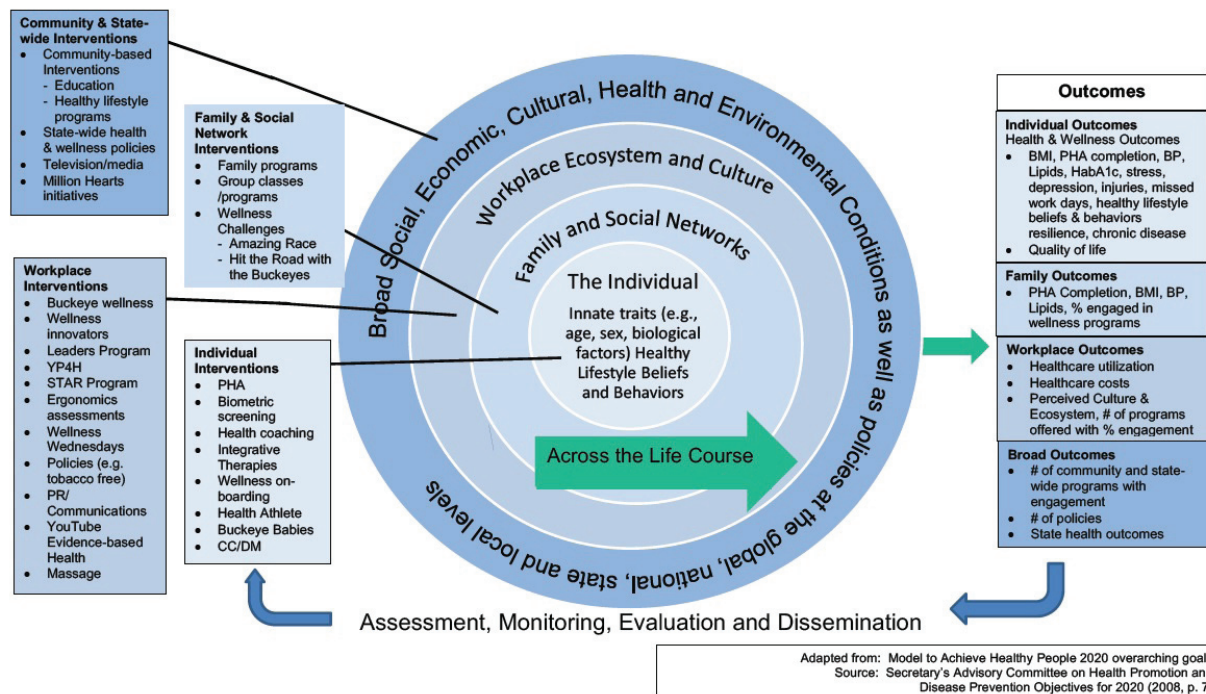 Community & State-
wide Interventions
• Community-based
Interventions
- Education
- Healthy lifestyle
programs
• State-wide health
& wellness policies
• Television/media
• Million Hearts
initiatives
Family & Social
Network
Interventions
• Family programs
• Group classes
/programs
• Wellness
Challenges
- Amazing Race
- Hit the Road with
the Buckeyes
Workplace
Interventions
• Buckeye wellness
• Wellness
innovators
• Leaders Program
• YP4H
• STAR Program
• Ergonomics
assessments
• Wellness
Wednesdays
• Policies (e.g.
tobacco free)
• PR/
Communications
• YouTube
Evidence-based
Health
• Massage
Individual
Interventions
• PHA
• Biometric
screening
• Health coaching
• Integrative
Therapies
• Wellness on-
boarding
• Health Athlete
• Buckeye Babies
• CC/DM
Broad Social, Economic, Cultural, Health and Environmental Conditions as well as policies at the global, national, state and local levels
Workplace Ecosystem and Culture
Family and Social Networks
The Individual
Innate traits (e.g.,
age, sex, biological
factors) Healthy
Lifestyle Beliefs
and Behaviors
Across the Life Course
Outcomes
Individual Outcomes
Health & Wellness Outcomes
• BMI, PHA completion, BP,
Lipids, HabA1c, stress,
depression, injuries, missed
work days, healthy lifestyle
beliefs & behaviors
resilience, chronic disease
• Quality of life
Family Outcomes
• PHA Completion, BMI, BP,
Lipids, % engaged in
wellness programs
Workplace Outcomes
• Healthcare utilization
• Healthcare costs
• Perceived Culture &
Ecosystem, # of programs
offered with % engagement
Broad Outcomes
• # of community and state-
wide programs with
engagement
• # of policies
• State health outcomes
Assessment, Monitoring, Evaluation and Dissemination
Adapted from: Model to Achieve Healthy People 2020 overarching goal
Source: Secretary's Advisory Committee on Health Promotion an
Disease Prevention Objectives for 2020 (2008, p. 7